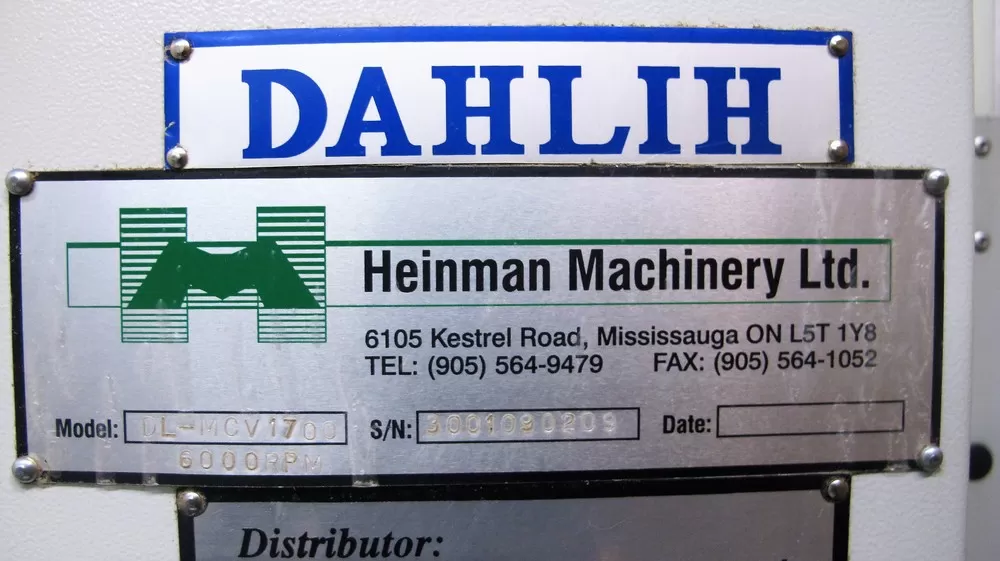 DAHLIH
Heinman Machinery Ltd.
6105 Kestrel Road, Mississauga ON L5T 1Y8
TEL: (905) 564-9479 FAX: (905) 564-1052
Model: DL-MCV1700 S/N: Date:
6000RPM
Distributor: